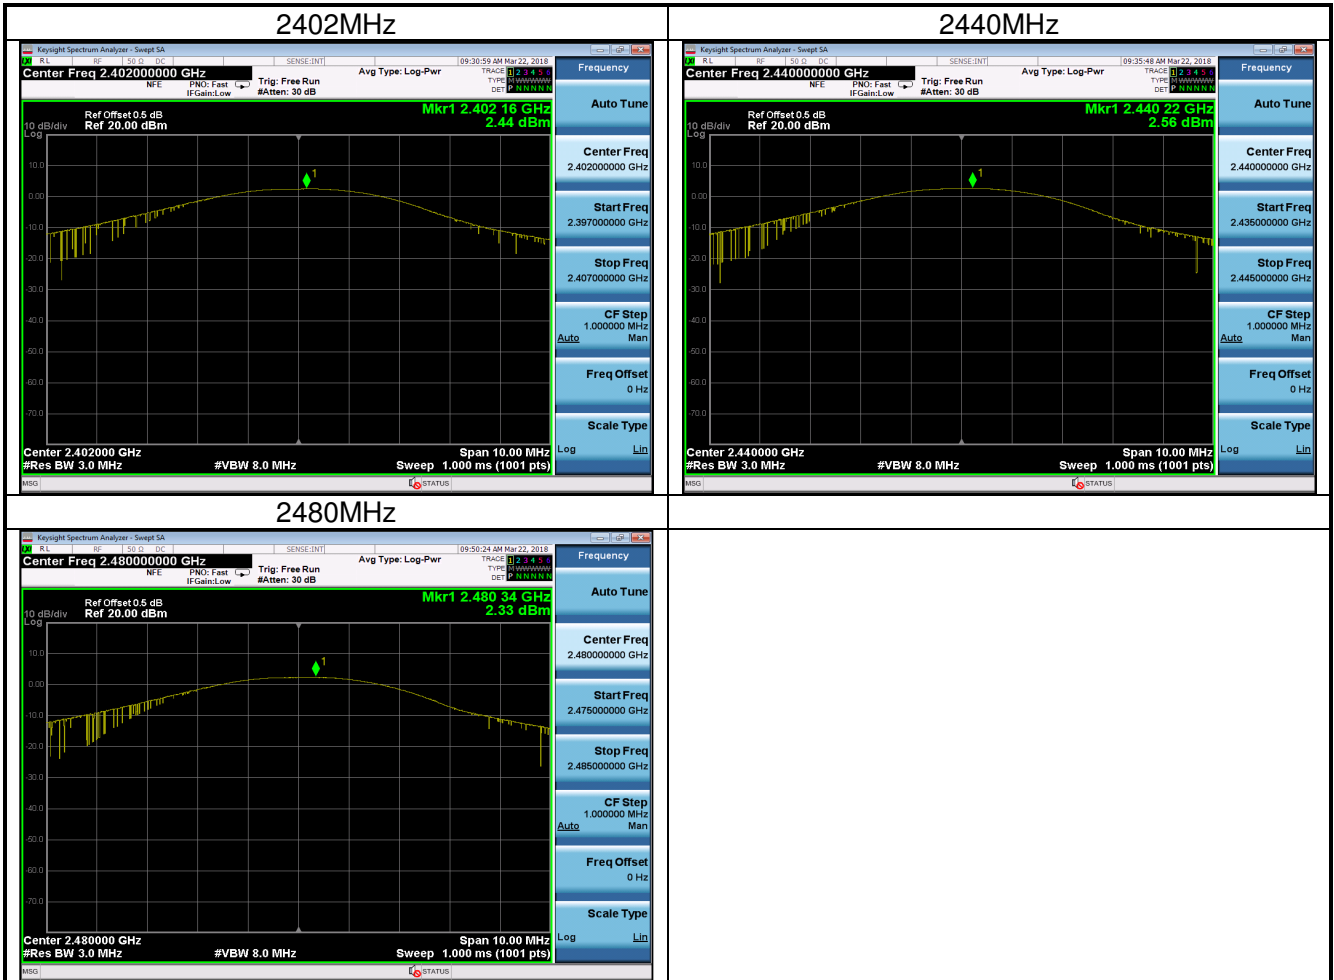 2402MHz
Keysight Spectrum Analyzer - Swept SA
RL RF 50 Ω DC SENSE:INT 09:30:59 AM Mar 22, 2018
Center Freq 2.402000000 GHz
NFE PNO: Fast IFGain:Low
Trig: Free Run
#Atten: 30 dB
Avg Type: Log-Pwr
TRACE 1 2 3 4 5 6
TYPE M
DET P N N N N N
Mkr1 2.402 16 GHz
2.44 dBm
Ref Offset 0.5 dB
10 dB/div Ref 20.00 dBm
Log
10.0
0.00
-10.0
-20.0
-30.0
-40.0
-50.0
-60.0
-70.0
1
Center 2.402000 GHz Span 10.00 MHz
#Res BW 3.0 MHz #VBW 8.0 MHz Sweep 1.000 ms (1001 pts)
MSG STATUS
Frequency
Auto Tune
Center Freq
2.402000000 GHz
Start Freq
2.397000000 GHz
Stop Freq
2.407000000 GHz
CF Step
1.000000 MHz
Auto Man
Freq Offset
0 Hz
Scale Type
Log Lin
2440MHz
Keysight Spectrum Analyzer - Swept SA
RL RF 50 Ω DC SENSE:INT 09:35:48 AM Mar 22, 2018
Center Freq 2.440000000 GHz
NFE PNO: Fast IFGain:Low
Trig: Free Run
#Atten: 30 dB
Avg Type: Log-Pwr
TRACE 1 2 3 4 5 6
TYPE M
DET P N N N N N
Mkr1 2.440 22 GHz
2.56 dBm
Ref Offset 0.5 dB
10 dB/div Ref 20.00 dBm
Log
10.0
0.00
-10.0
-20.0
-30.0
-40.0
-50.0
-60.0
-70.0
1
Center 2.440000 GHz Span 10.00 MHz
#Res BW 3.0 MHz #VBW 8.0 MHz Sweep 1.000 ms (1001 pts)
MSG STATUS
Frequency
Auto Tune
Center Freq
2.440000000 GHz
Start Freq
2.435000000 GHz
Stop Freq
2.445000000 GHz
CF Step
1.000000 MHz
Auto Man
Freq Offset
0 Hz
Scale Type
Log Lin
2480MHz
Keysight Spectrum Analyzer - Swept SA
RL RF 50 Ω DC SENSE:INT 09:50:24 AM Mar 22, 2018
Center Freq 2.480000000 GHz
NFE PNO: Fast IFGain:Low
Trig: Free Run
#Atten: 30 dB
Avg Type: Log-Pwr
TRACE 1 2 3 4 5 6
TYPE M
DET P N N N N N
Mkr1 2.480 34 GHz
2.33 dBm
Ref Offset 0.5 dB
10 dB/div Ref 20.00 dBm
Log
10.0
0.00
-10.0
-20.0
-30.0
-40.0
-50.0
-60.0
-70.0
1
Center 2.480000 GHz Span 10.00 MHz
#Res BW 3.0 MHz #VBW 8.0 MHz Sweep 1.000 ms (1001 pts)
MSG STATUS
Frequency
Auto Tune
Center Freq
2.480000000 GHz
Start Freq
2.475000000 GHz
Stop Freq
2.485000000 GHz
CF Step
1.000000 MHz
Auto Man
Freq Offset
0 Hz
Scale Type
Log Lin